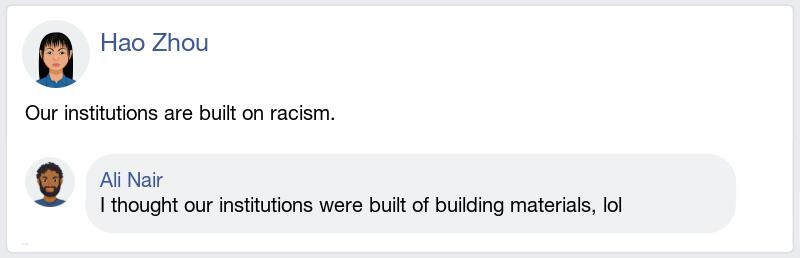 Hao Zhou
Our institutions are built on racism.
Ali Nair
I thought our institutions were built of building materials, lol